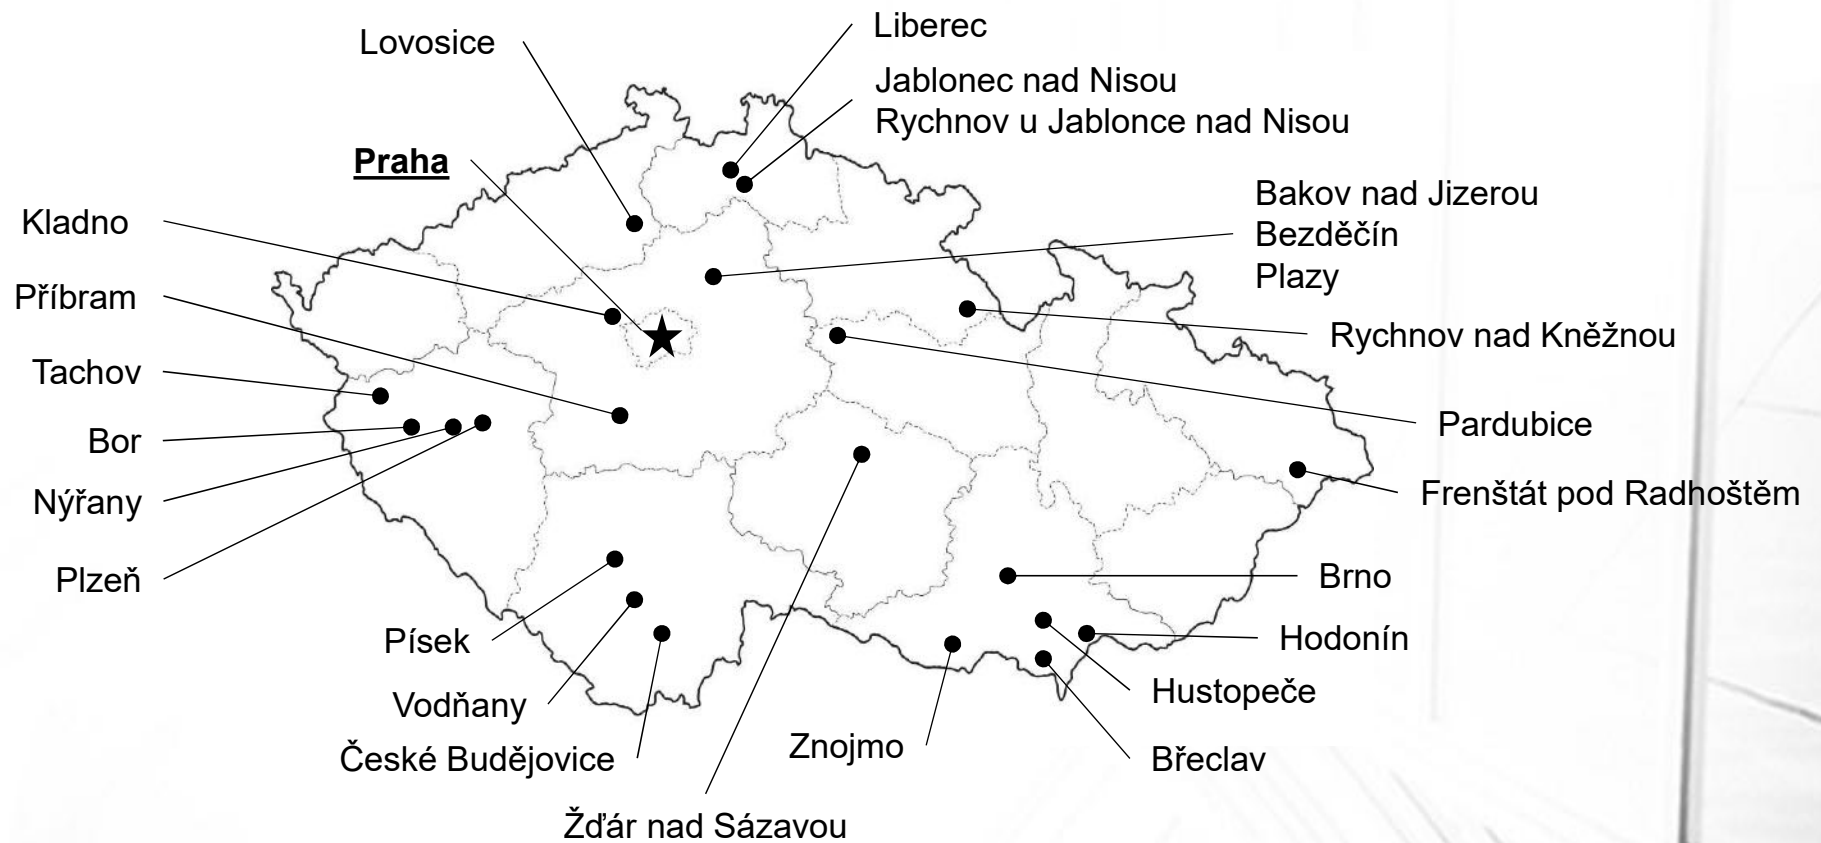 Liberec
Lovosice
Jablonec nad Nisou
Rychnov u Jablonce nad Nisou
Praha
Bakov nad Jizerou
Kladno
Bezděčín
Plazy
Příbram
Rychnov nad Kněžnou
Tachov
Pardubice
Bor
Frenštát pod Radhoštěm
Nýřany
Brno
Plzeň
Hodonín
Písek
Hustopeče
Vodňany
Znojmo
České Budějovice
Břeclav
Žďár nad Sázavou